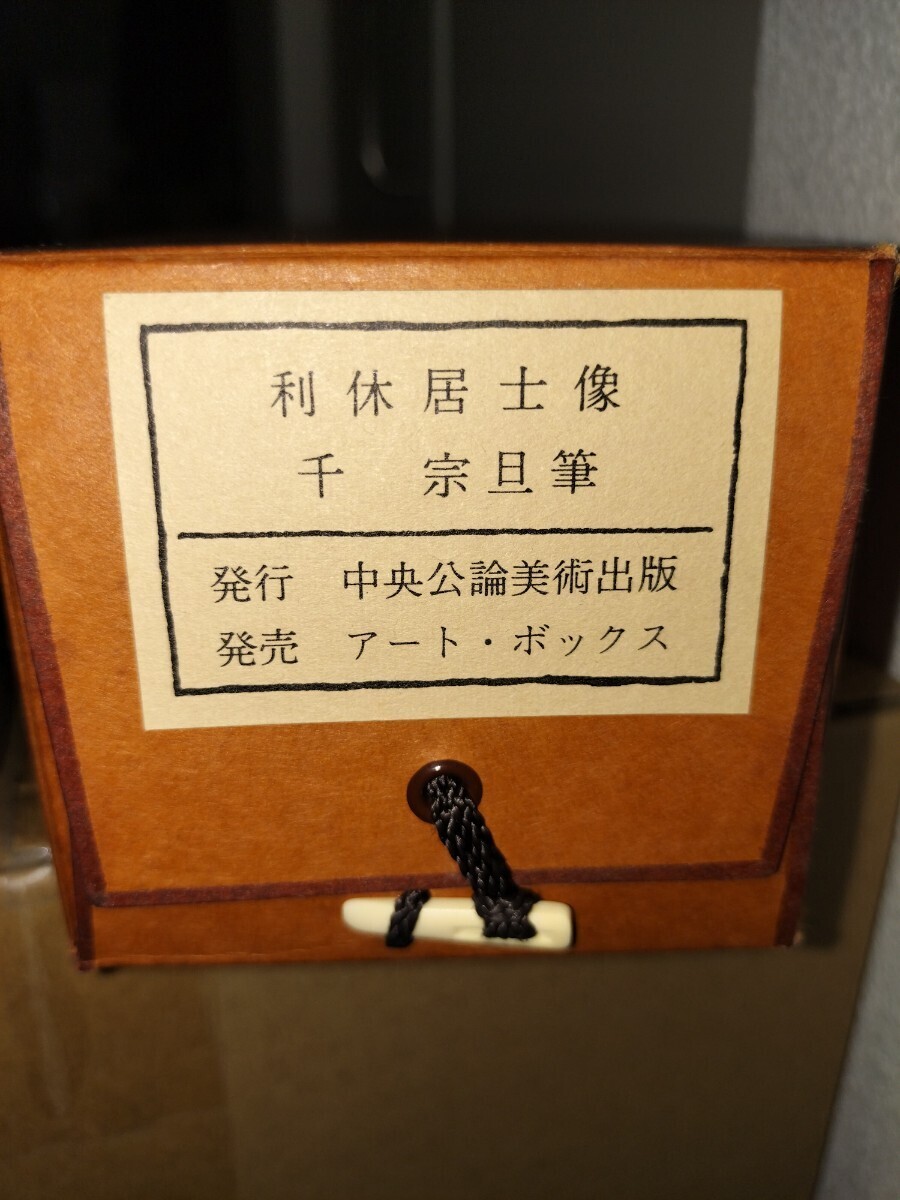 利休居士像
千　宗旦筆
発行　中央公論美術出版
発売　アート・ボックス